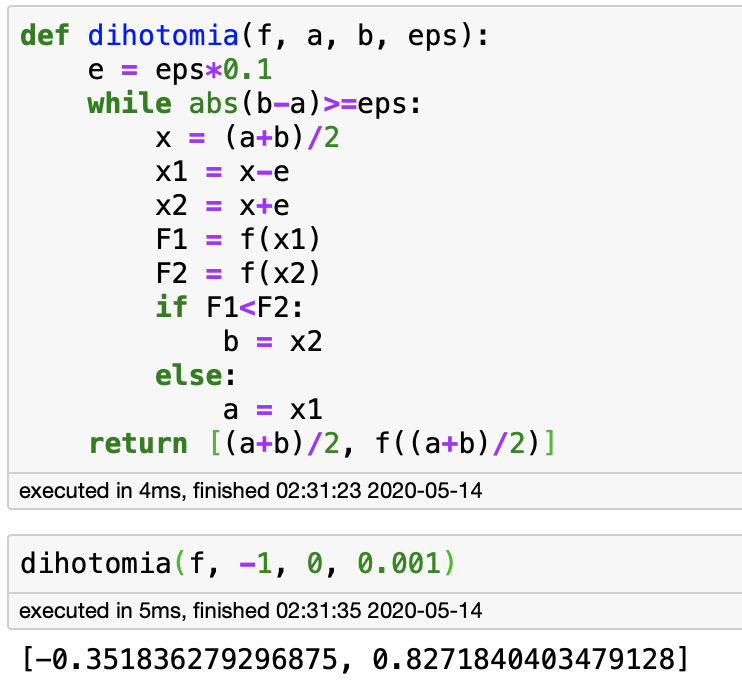 def dihotomia(f, a, b, eps):
    e = eps*0.1
    while abs(b-a)>=eps:
        x = (a+b)/2
        x1 = x-e
        x2 = x+e
        F1 = f(x1)
        F2 = f(x2)
        if F1<F2:
            b = x2
        else:
            a = x1
    return [(a+b)/2, f((a+b)/2)]
executed in 4ms, finished 02:31:23 2020-05-14
dihotomia(f, -1, 0, 0.001)
executed in 5ms, finished 02:31:35 2020-05-14
[-0.351836279296875, 0.8271840403479128]